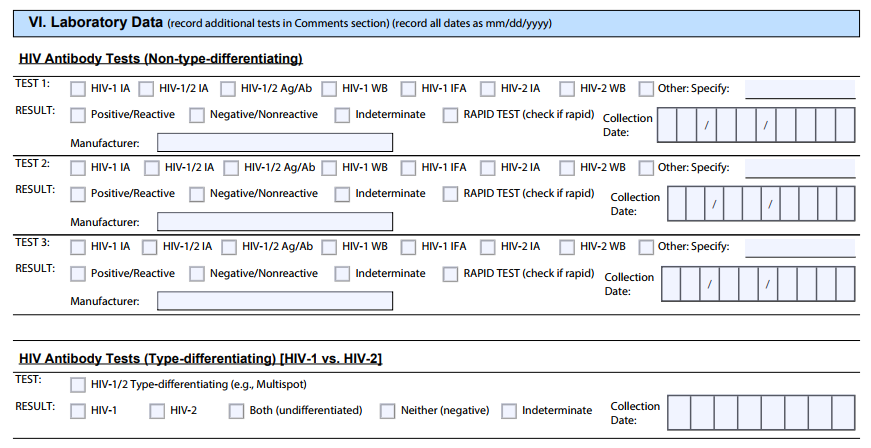 VI. Laboratory Data (record additional tests in Comments section) (record all dates as mm/dd/yyyy)
HIV Antibody Tests (Non-type-differentiating)
TEST 1: HIV-1 IA HIV-1/2 IA HIV-1/2 Ag/Ab HIV-1 WB HIV-1 IFA HIV-2 IA HIV-2 WB Other: Specify:
RESULT: Positive/Reactive Negative/Nonreactive Indeterminate RAPID TEST (check if rapid) Collection
Date: / /
Manufacturer:
TEST 2: HIV-1 IA HIV-1/2 IA HIV-1/2 Ag/Ab HIV-1 WB HIV-1 IFA HIV-2 IA HIV-2 WB Other: Specify:
RESULT: Positive/Reactive Negative/Nonreactive Indeterminate RAPID TEST (check if rapid) Collection
Date: / /
Manufacturer:
TEST 3: HIV-1 IA HIV-1/2 IA HIV-1/2 Ag/Ab HIV-1 WB HIV-1 IFA HIV-2 IA HIV-2 WB Other: Specify:
RESULT: Positive/Reactive Negative/Nonreactive Indeterminate RAPID TEST (check if rapid) Collection
Date: / /
Manufacturer:
HIV Antibody Tests (Type-differentiating) [HIV-1 vs. HIV-2]
TEST: HIV-1/2 Type-differentiating (e.g., Multispot)
RESULT: HIV-1 HIV-2 Both (undifferentiated) Neither (negative) Indeterminate Collection
Date: